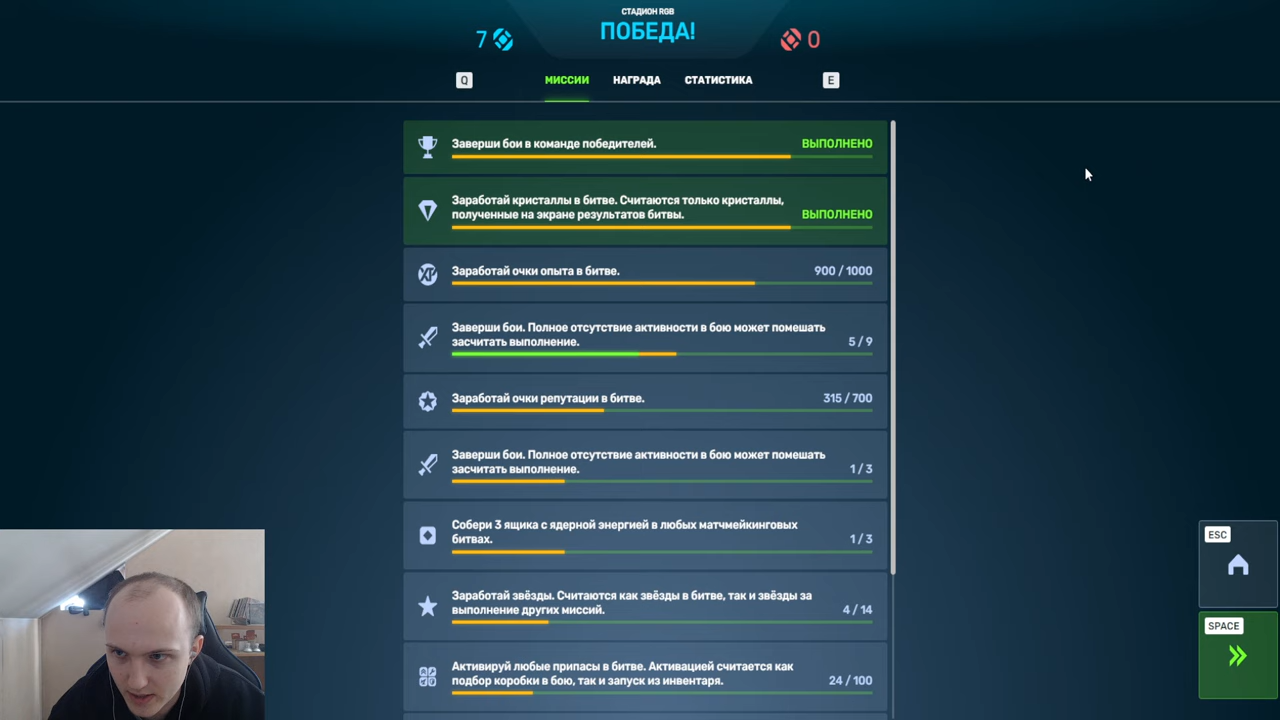 СТАДИОН RGB
7 ПОБЕДА! 0
Q МИССИИ НАГРАДА СТАТИСТИКА E
Заверши бои в команде победителей. ВЫПОЛНЕНО
Заработай кристаллы в битве. Считаются только кристаллы,
полученные на экране результатов битвы. ВЫПОЛНЕНО
XP Заработай очки опыта в битве. 900 / 1000
Заверши бои. Полное отсутствие активности в бою может помешать
засчитать выполнение. 5 / 9
Заработай очки репутации в битве. 315 / 700
Заверши бои. Полное отсутствие активности в бою может помешать
засчитать выполнение. 1 / 3
Собери 3 ящика с ядерной энергией в любых матчмейкинговых
битвах. 1 / 3
Заработай звёзды. Считаются как звёзды в битве, так и звёзды за
выполнение других миссий. 4 / 14
Активируй любые припасы в битве. Активацией считается как
подбор коробки в бою, так и запуск из инвентаря. 24 / 100
ESC
SPACE